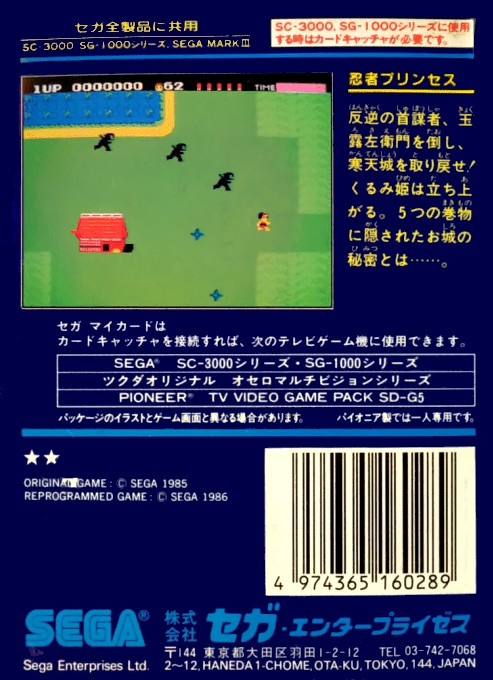 セガ全製品に共用
SC-3000 SG-1000シリーズ. SEGA MARK III
SC-3000, SG-1000シリーズに使用
する時はカードキャッチャが必要です。
1UP 0000000 62 TIME
忍者プリンセス
反逆の首謀者、玉
露左衛門を倒し、
寒天城を取り戻せ!
くるみ姫は立ち上
がる。5つの巻物
に隠されたお城の
秘密とは……。
セガ マイカードは
カードキャッチャを接続すれば、次のテレビゲーム機に使用できます。
SEGA® SC-3000シリーズ・SG-1000シリーズ
ツクダオリジナル オセロマルチビジョンシリーズ
PIONEER® TV VIDEO GAME PACK SD-G5
パッケージのイラストとゲーム画面と異なる場合があります。 パイオニア製では一人専用です。
★★
ORIGINAL GAME: © SEGA 1985
REPROGRAMMED GAME: © SEGA 1986
4 974365 160289
SEGA® 株式会社 セガ・エンタープライゼス
Sega Enterprises Ltd.
〒144 東京都大田区羽田1-2-12 TEL 03-742-7068
2〜12, HANEDA 1-CHOME, OTA-KU, TOKYO, 144, JAPAN